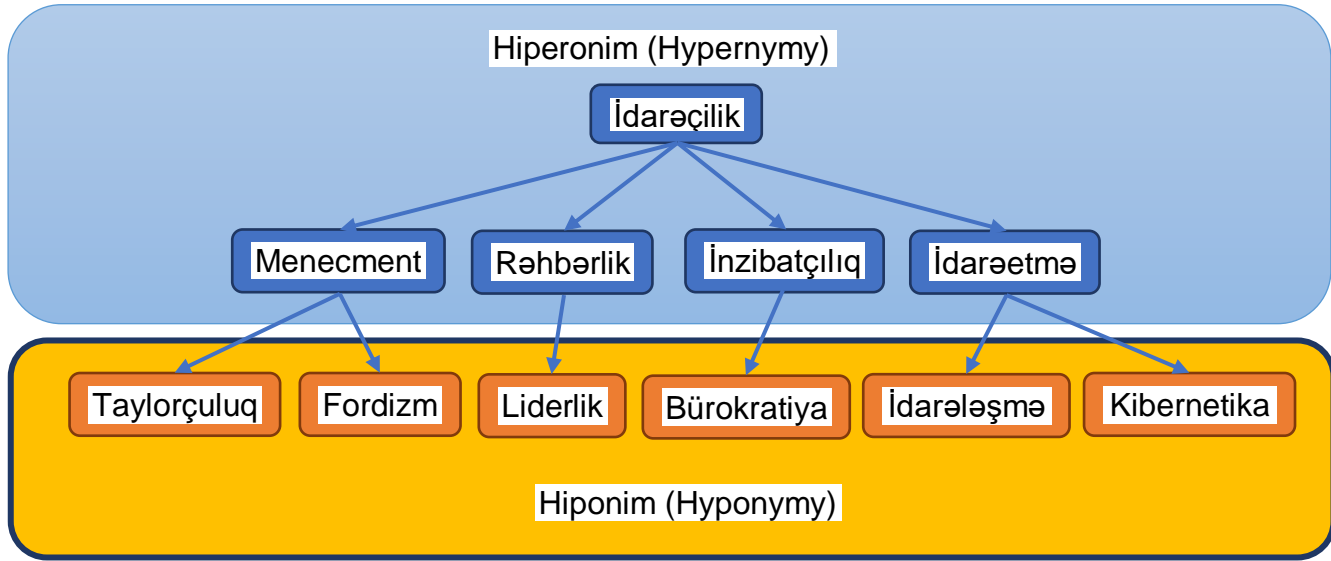 Hiperonim (Hypernymy)
İdarəçilik
Menecment
Rəhbərlik
İnzibatçılıq
İdarəetmə
Taylorçuluq
Fordizm
Liderlik
Bürokratiya
İdarələşmə
Kibernetika
Hiponim (Hyponymy)